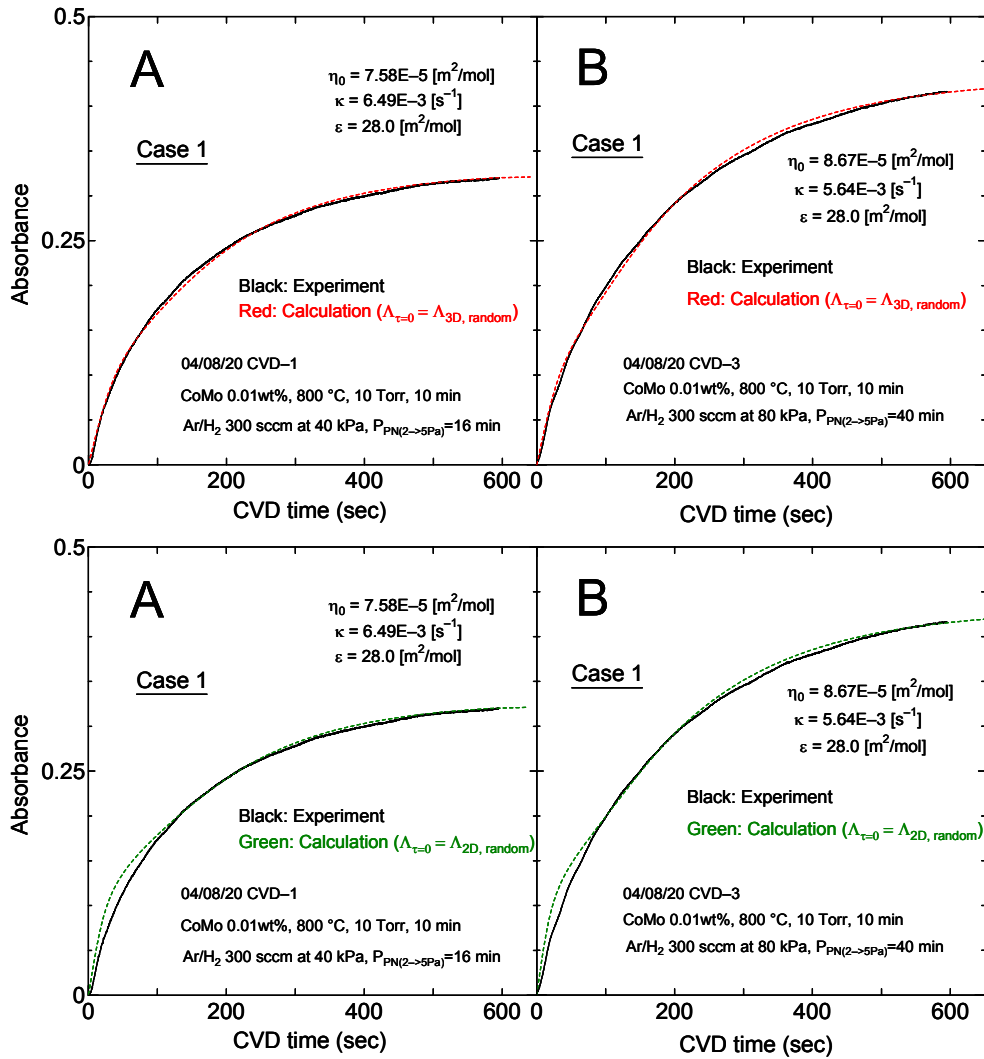 0.5
A
η₀ = 7.58E–5 [m²/mol]
κ = 6.49E–3 [s⁻¹]
ε = 28.0 [m²/mol]
Case 1
0.25
Absorbance
Black: Experiment
Red: Calculation (Λτ=0 = Λ3D, random)
04/08/20 CVD–1
CoMo 0.01wt%, 800 °C, 10 Torr, 10 min
Ar/H₂ 300 sccm at 40 kPa, PPN(2->5Pa)=16 min
0
0 200 400 600
CVD time (sec)
B
Case 1
η₀ = 8.67E–5 [m²/mol]
κ = 5.64E–3 [s⁻¹]
ε = 28.0 [m²/mol]
Black: Experiment
Red: Calculation (Λτ=0 = Λ3D, random)
04/08/20 CVD–3
CoMo 0.01wt%, 800 °C, 10 Torr, 10 min
Ar/H₂ 300 sccm at 80 kPa, PPN(2->5Pa)=40 min
0 200 400 600
CVD time (sec)
0.5
A
η₀ = 7.58E–5 [m²/mol]
κ = 6.49E–3 [s⁻¹]
ε = 28.0 [m²/mol]
Case 1
0.25
Absorbance
Black: Experiment
Green: Calculation (Λτ=0 = Λ2D, random)
04/08/20 CVD–1
CoMo 0.01wt%, 800 °C, 10 Torr, 10 min
Ar/H₂ 300 sccm at 40 kPa, PPN(2->5Pa)=16 min
0
0 200 400 600
CVD time (sec)
B
Case 1
η₀ = 8.67E–5 [m²/mol]
κ = 5.64E–3 [s⁻¹]
ε = 28.0 [m²/mol]
Black: Experiment
Green: Calculation (Λτ=0 = Λ2D, random)
04/08/20 CVD–3
CoMo 0.01wt%, 800 °C, 10 Torr, 10 min
Ar/H₂ 300 sccm at 80 kPa, PPN(2->5Pa)=40 min
0 200 400 600
CVD time (sec)